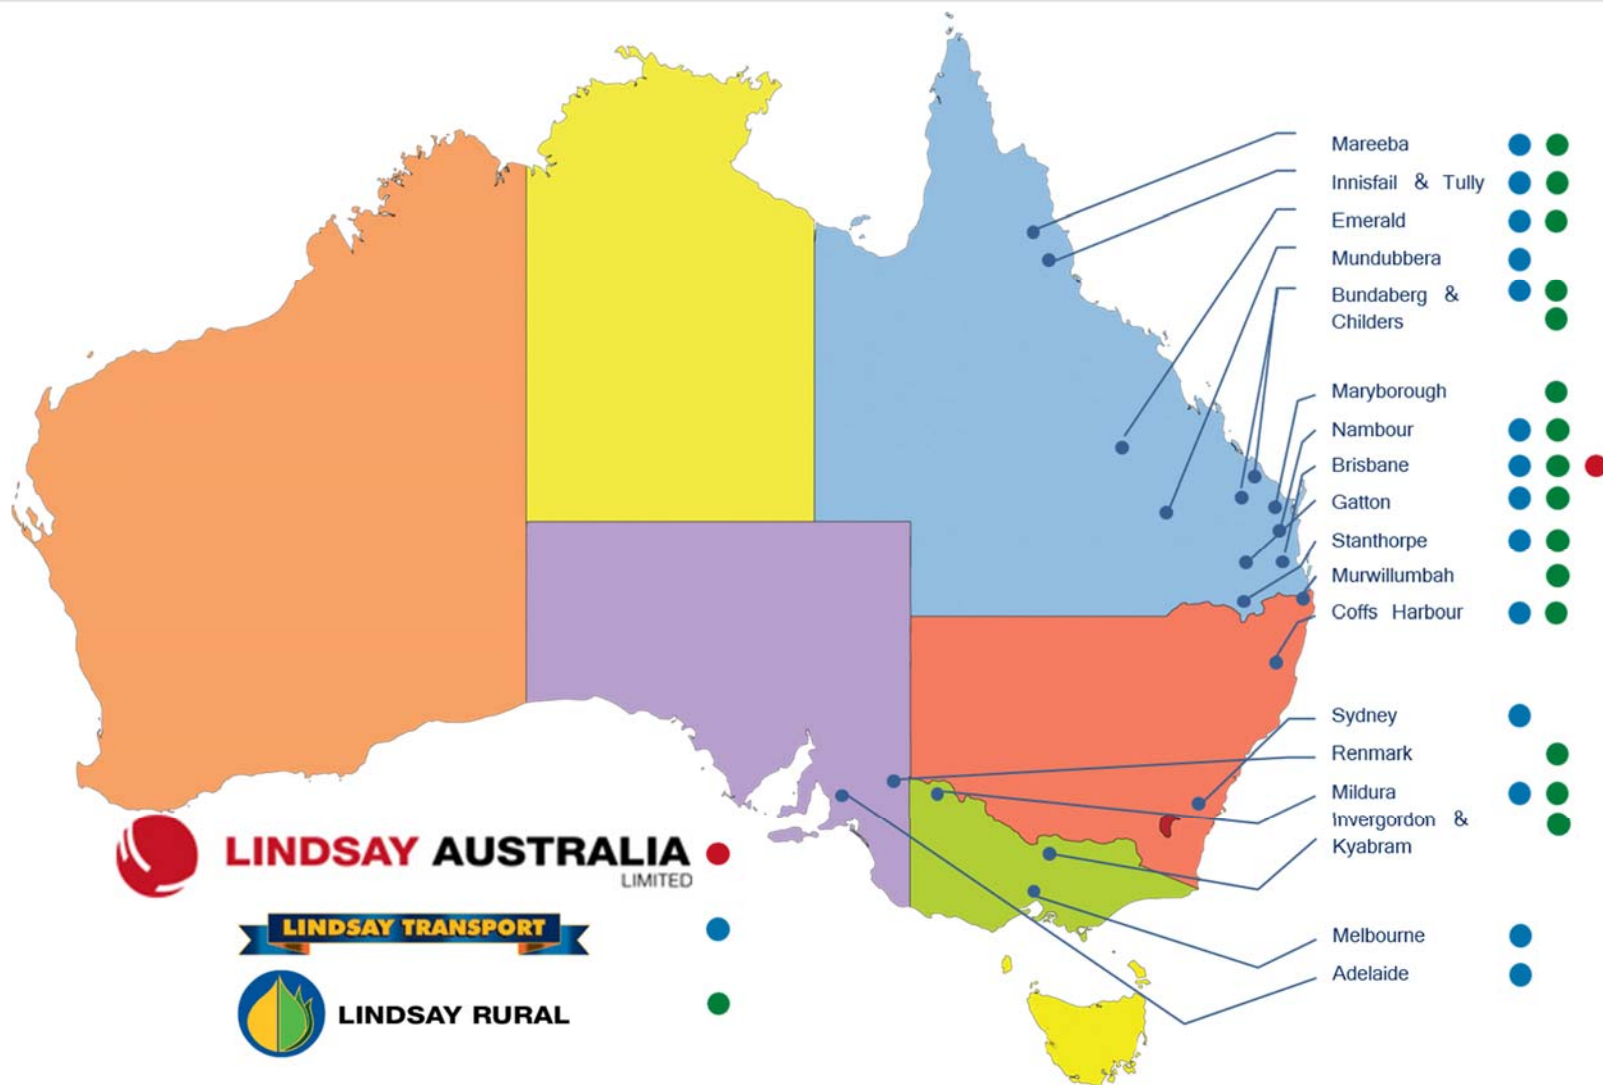 Mareeba
Innisfail & Tully
Emerald
Mundubbera
Bundaberg &
Childers
Maryborough
Nambour
Brisbane
Gatton
Stanthorpe
Murwillumbah
Coffs Harbour
Sydney
Renmark
Mildura
Invergordon &
Kyabram
Melbourne
Adelaide
LINDSAY AUSTRALIA
LIMITED
LINDSAY TRANSPORT
LINDSAY RURAL